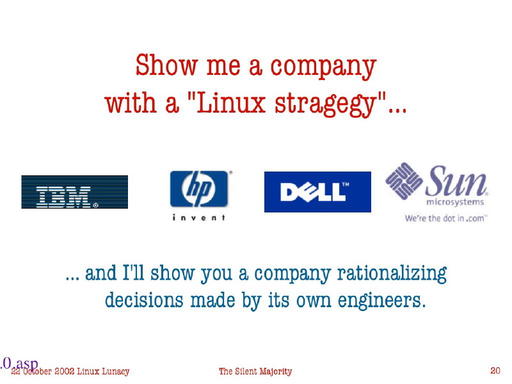 Show me a company
with a "Linux stragegy"...
IBM®
hp®
invent
DELL™
Sun®
microsystems
We're the dot in .com™
... and I'll show you a company rationalizing
decisions made by its own engineers.
.0.asp
22 October 2002 Linux Lunacy The Silent Majority 20